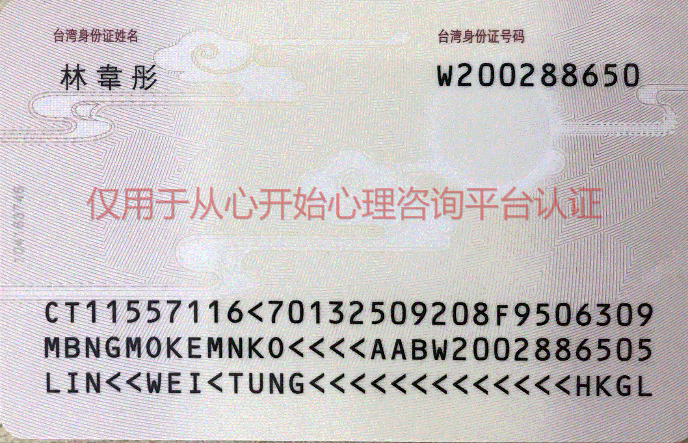 台湾身份证姓名 台湾身份证号码
林韋彤 W200288650
仅用于从心开始心理咨询平台认证
CT11557116<70132509208F9506309
MBNGMOKEMNKO<<<<AABW2002886505
LIN<<WEI<TUNG<<<<<<<<<<<<<HKGL